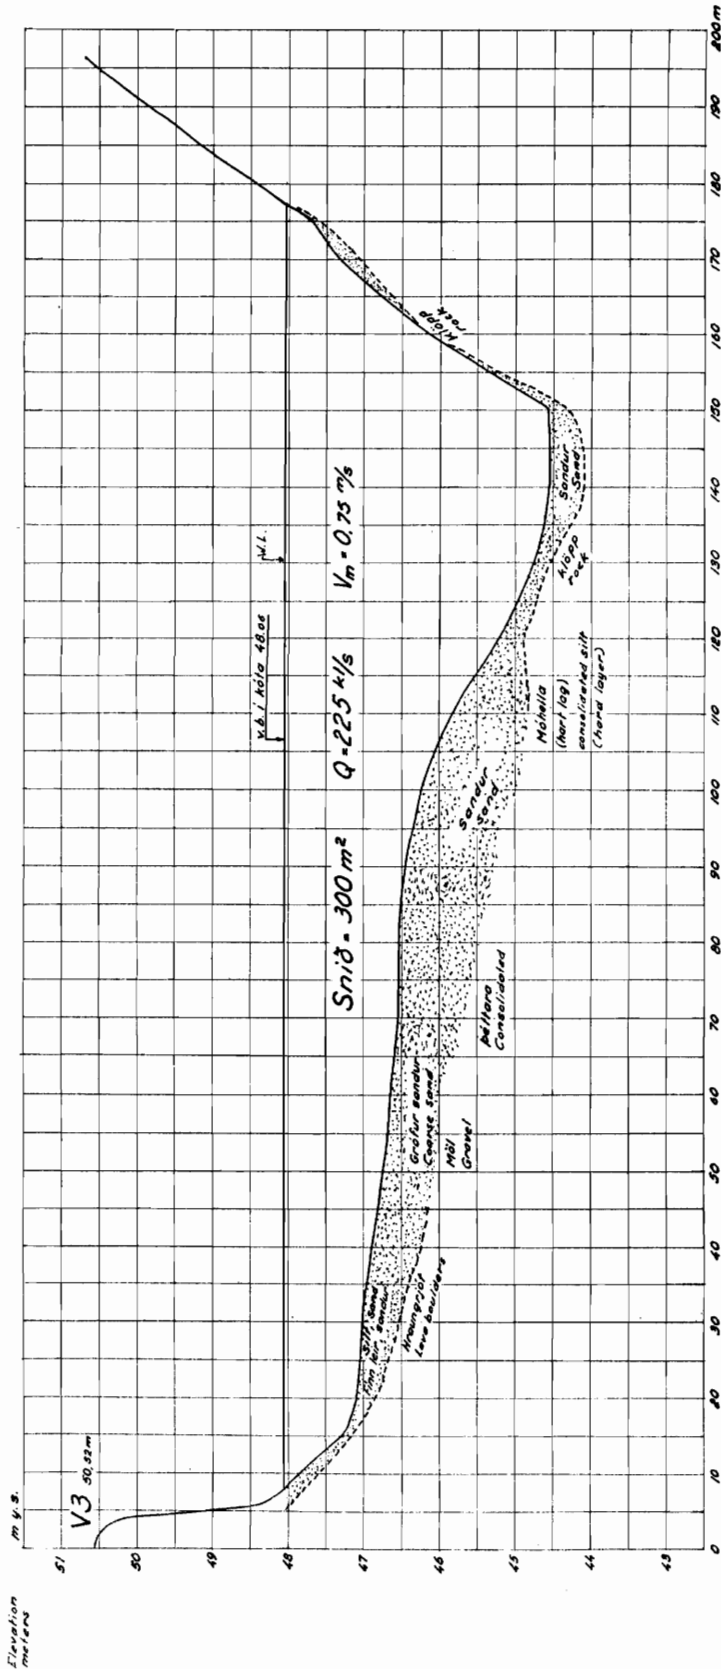 Elevation
meters
m y.s.
V3 50,52m
v.b. í kóta 48.06
W.L.
Snið = 300 m²
Q = 225 k/s
Vm = 0,75 m/s
Silt, Sand
Fínn leir, sandur
Hraungrjót
Lava boulders
Grófur sandur
Coarse Sand
Möl
Gravel
Þéttara
Consolidated
Sandur
Sand
Móhella
(hart lag)
consolidated silt
(hard layer)
Klöpp
rock
Sandur
Sand
Klöpp
rock
51
50
49
48
47
46
45
44
43
0
10
20
30
40
50
60
70
80
90
100
110
120
130
140
150
160
170
180
190
200m